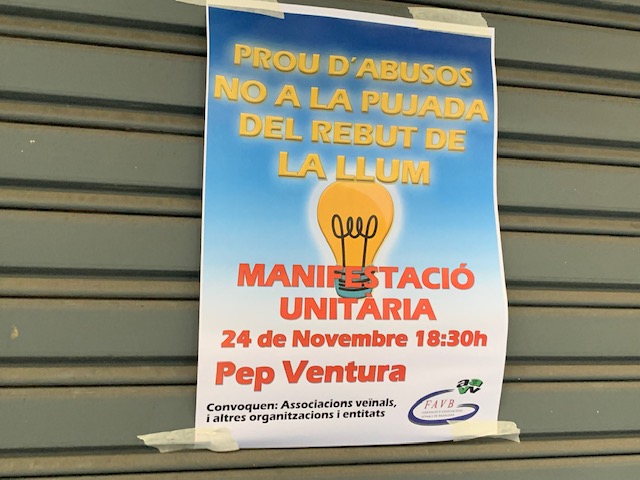 PROU D´ABUSOS
NO A LA PUJADA
DEL REBUT DE
LA LLUM
MANIFESTACIÓ
UNITÀRIA
24 de Novembre 18:30h
Pep Ventura
Convoquen: Associacions veïnals,
i altres organitzacions i entitats
FAVB